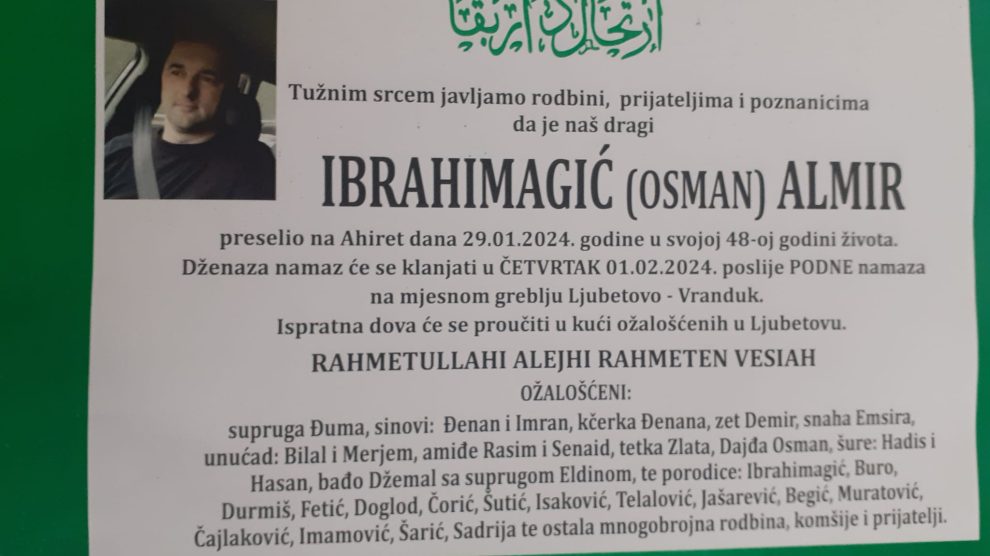 Tužnim srcem javljamo rodbini, prijateljima i poznanicima
da je naš dragi
IBRAHIMAGIĆ (OSMAN) ALMIR
preselio na Ahiret dana 29.01.2024. godine u svojoj 48-oj godini života.
Dženaza namaz će se klanjati u ČETVRTAK 01.02.2024. poslije PODNE namaza
na mjesnom greblju Ljubetovo - Vranduk.
Ispratna dova će se proučiti u kući ožalošćenih u Ljubetovu.
RAHMETULLAHI ALEJHI RAHMETEN VESIAH
OŽALOŠĆENI:
supruga Đuma, sinovi: Đenan i Imran, kčerka Đenana, zet Demir, snaha Emsira,
unućad: Bilal i Merjem, amiđe Rasim i Senaid, tetka Zlata, Dajđa Osman, šure: Hadis i
Hasan, bađo Džemal sa suprugom Eldinom, te porodice: Ibrahimagić, Buro,
Durmiš, Fetić, Doglod, Čorić, Šutić, Isaković, Telalović, Jašarević, Begić, Muratović,
Čajlaković, Imamović, Šarić, Sadrija te ostala mnogobrojna rodbina, komšije i prijatelji.